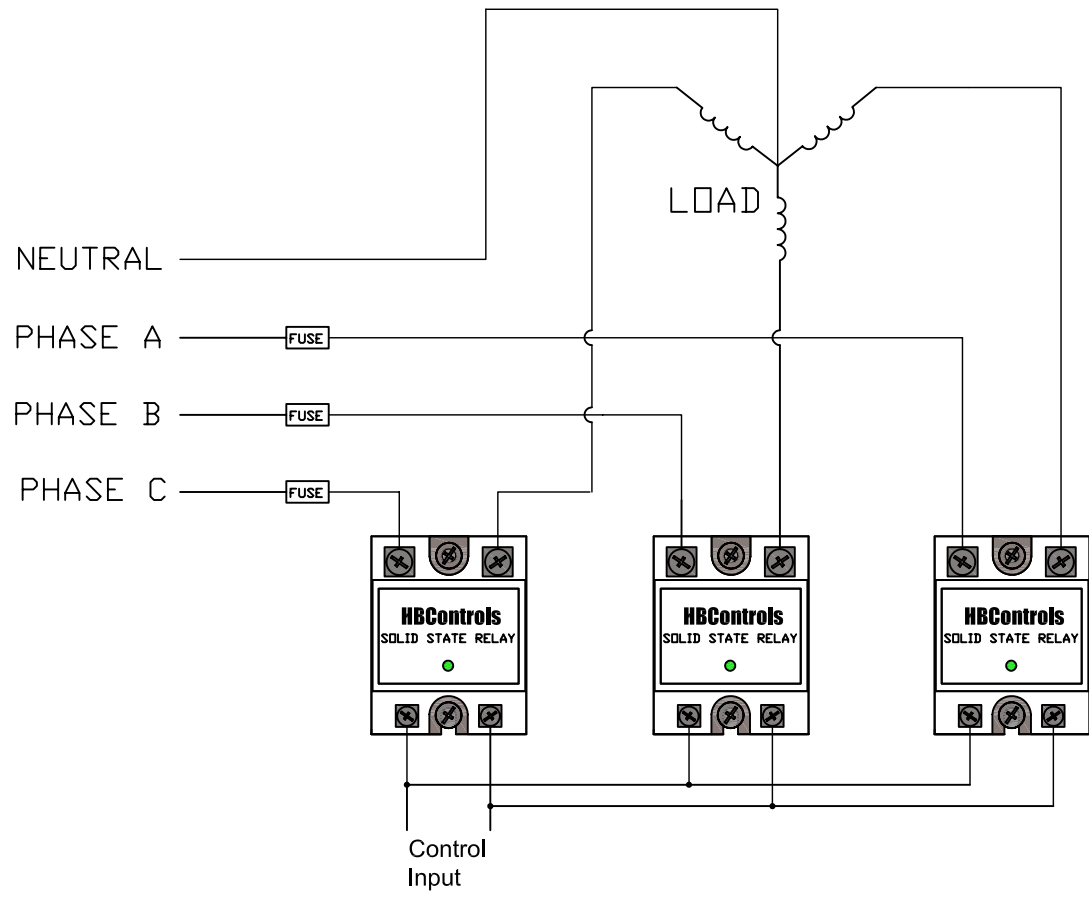 LOAD
NEUTRAL
PHASE A
FUSE
PHASE B
FUSE
PHASE C
FUSE
HBControls
SOLID STATE RELAY
HBControls
SOLID STATE RELAY
HBControls
SOLID STATE RELAY
Control
Input